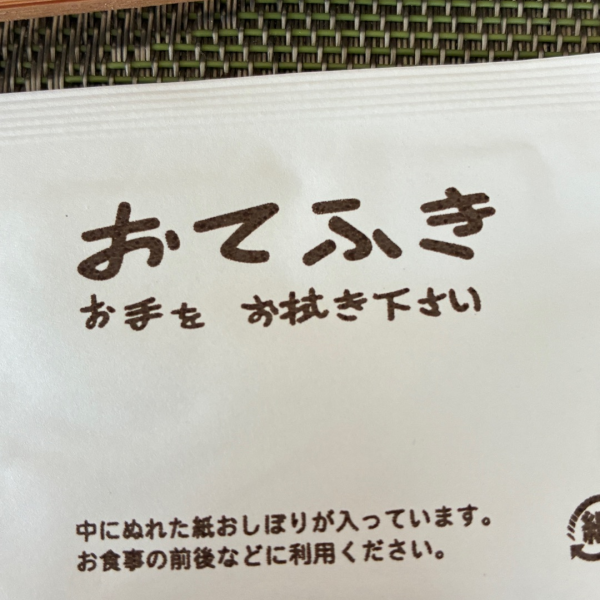 おてふき
お手を お拭き下さい
中にぬれた紙おしぼりが入っています。
お食事の前後などに利用ください。